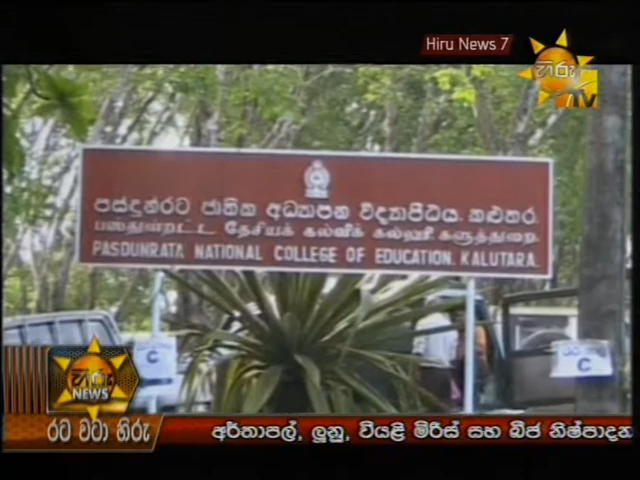 Hiru News 7
හිරු
TV
පස්දුන්රට ජාතික අධ්‍යාපන විද්‍යාපීඨය. කළුතර.
பஸ்துன்றட்ட தேசியக் கல்விக் கல்லூரி களுத்துறை.
PASDUNRATA NATIONAL COLLEGE OF EDUCATION. KALUTARA.
C
C
හිරු
NEWS
රට වටා හිරු
අර්තාපල්, ලුනු, වියළි මිරිස් සහ බීජ නිෂ්පාදන